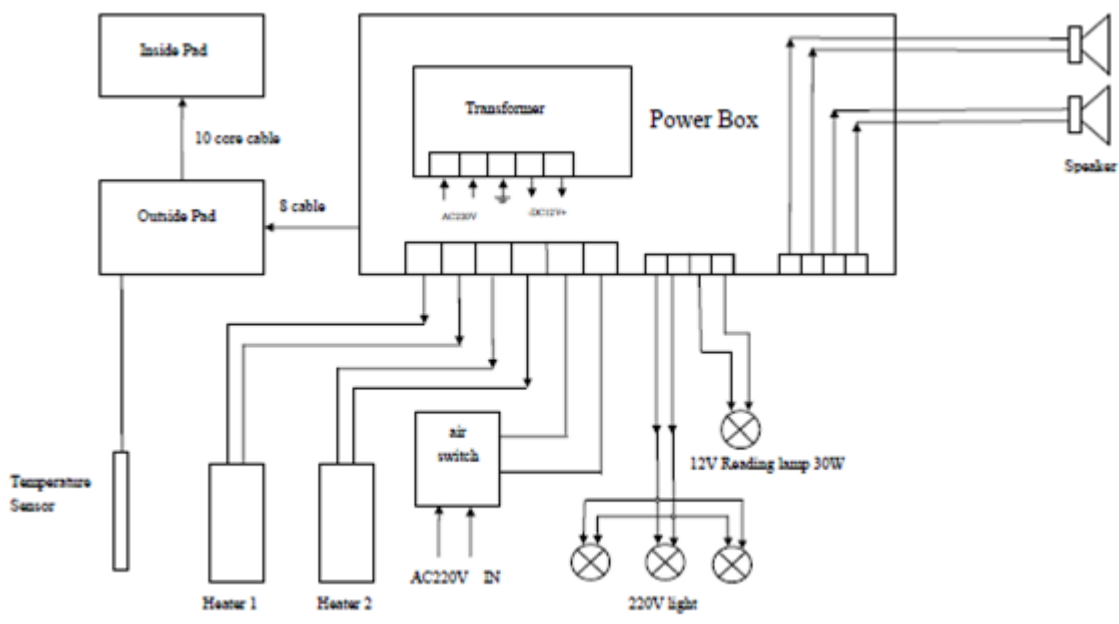 Inside Pad
Transformer
Power Box
10 core cable
Speaker
8 cable
Outside Pad
AC220V
-DC12V+
air
switch
12V Reading lamp 30W
Temperature
Sensor
AC220V IN
Heater 1
Heater 2
220V light